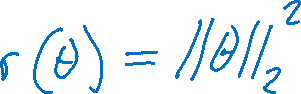 r(θ) = ||θ||₂²